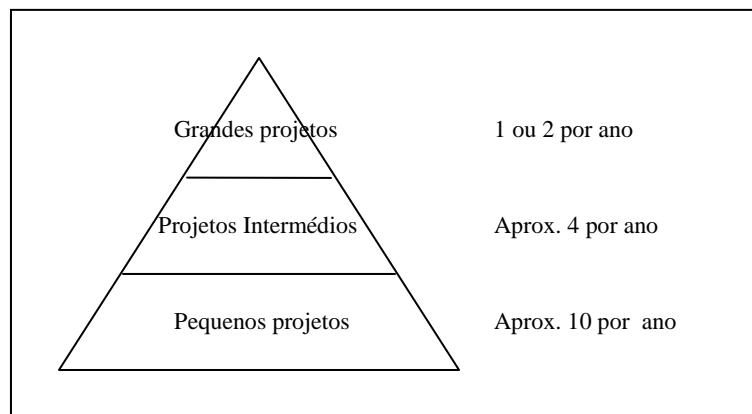 Grandes projetos 1 ou 2 por ano
Projetos Intermédios Aprox. 4 por ano
Pequenos projetos Aprox. 10 por ano